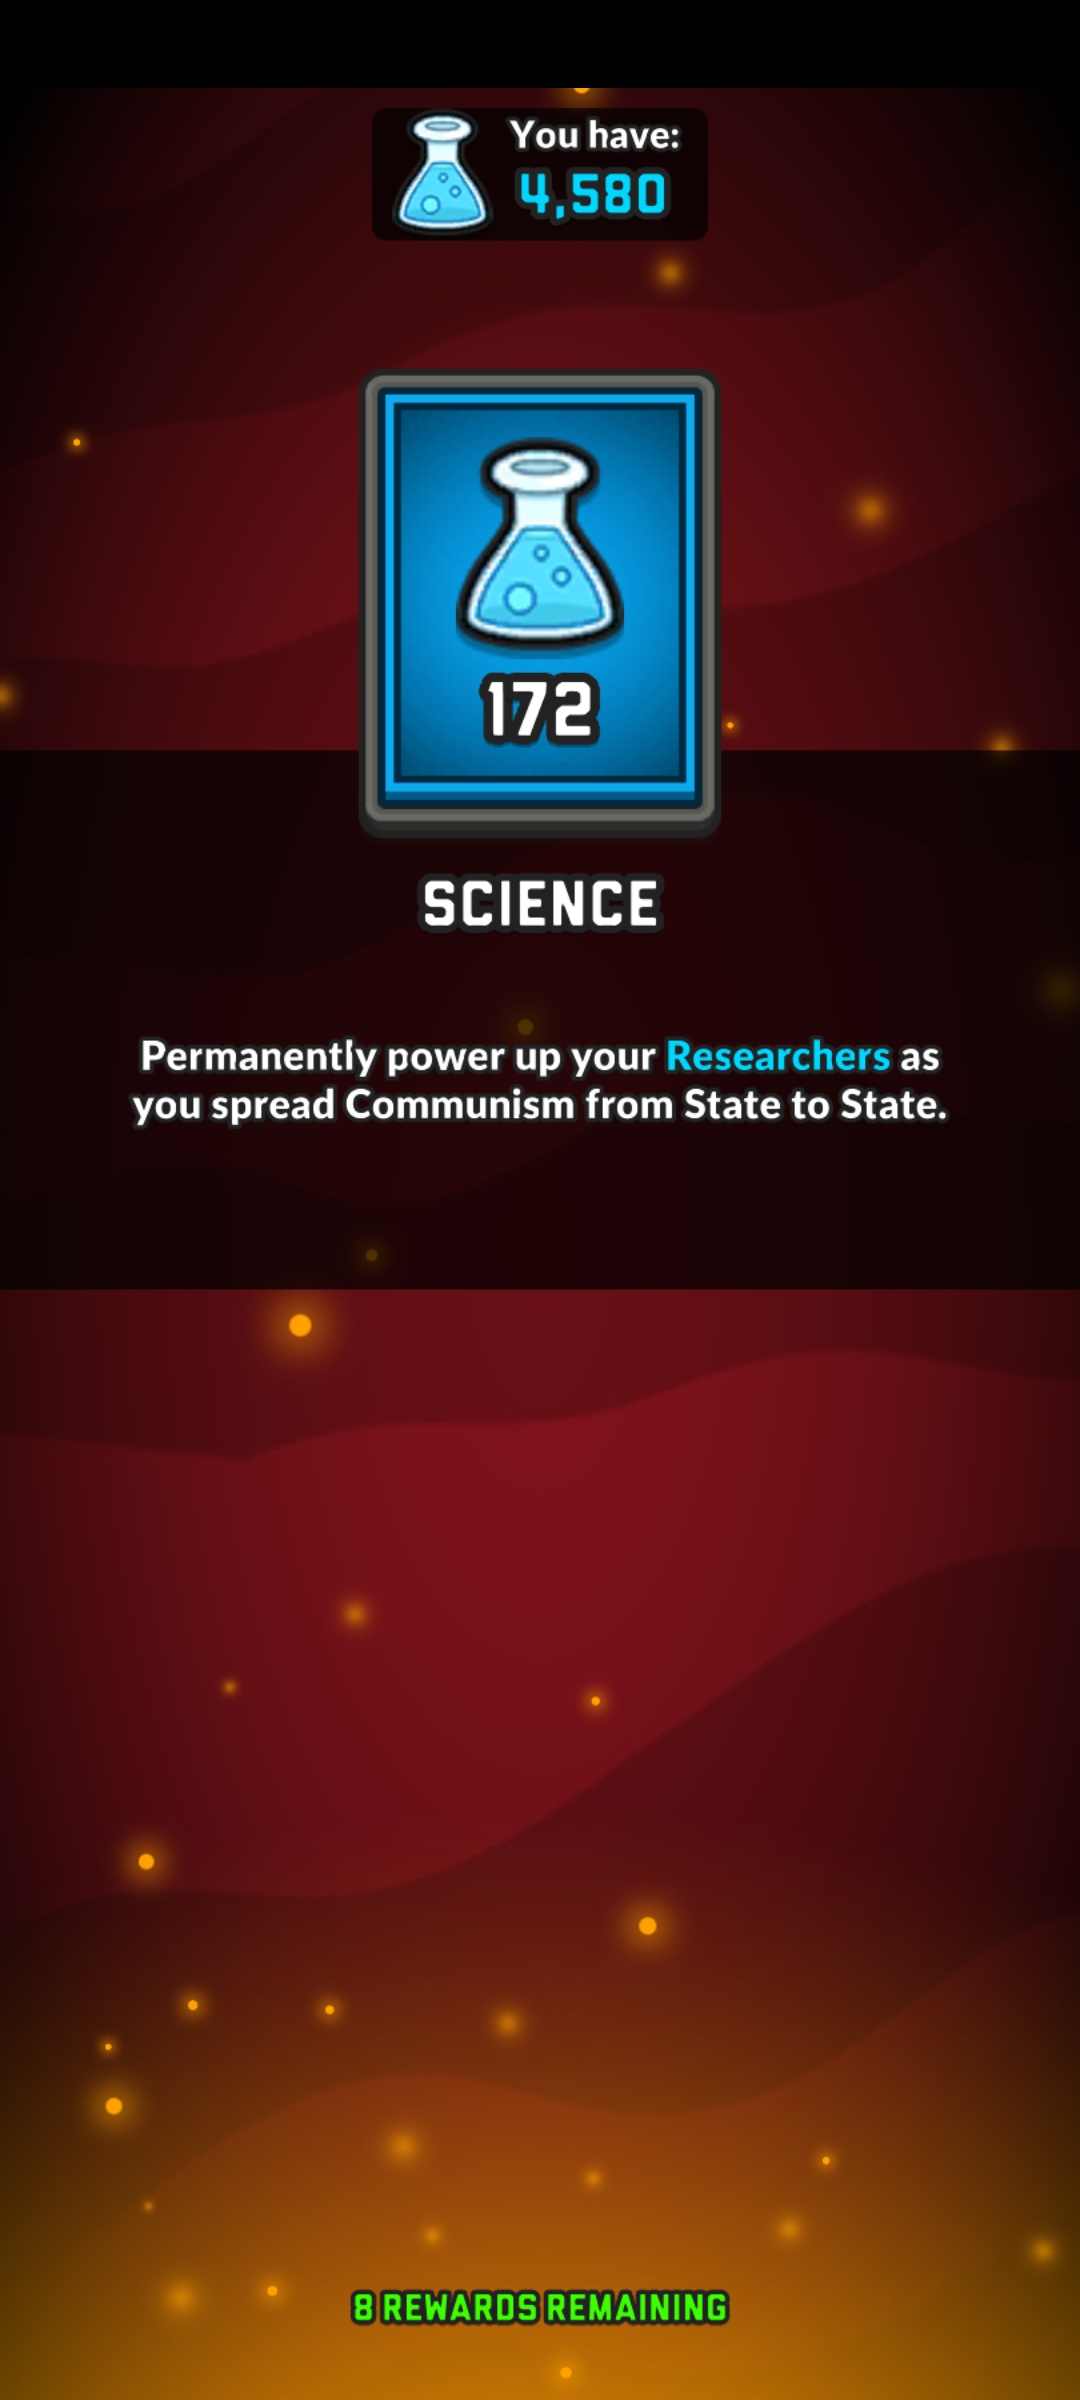 You have:
4,580
172
SCIENCE
Permanently power up your Researchers as
you spread Communism from State to State.
8 REWARDS REMAINING